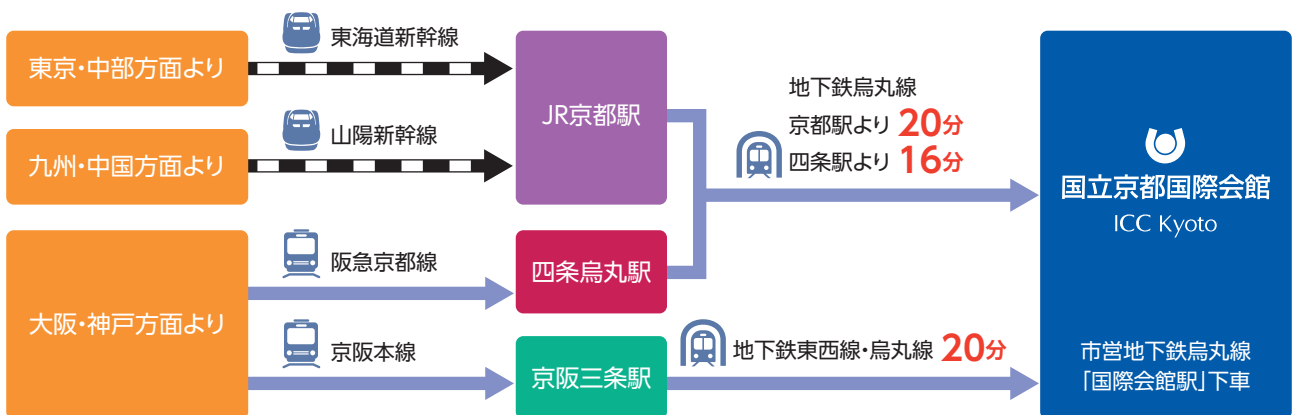 東京・中部方面より
東海道新幹線
九州・中国方面より
山陽新幹線
JR京都駅
地下鉄烏丸線
京都駅より 20分
四条駅より 16分
大阪・神戸方面より
阪急京都線
四条烏丸駅
京阪本線
京阪三条駅
地下鉄東西線・烏丸線 20分
国立京都国際会館
ICC Kyoto
市営地下鉄烏丸線
「国際会館駅」下車